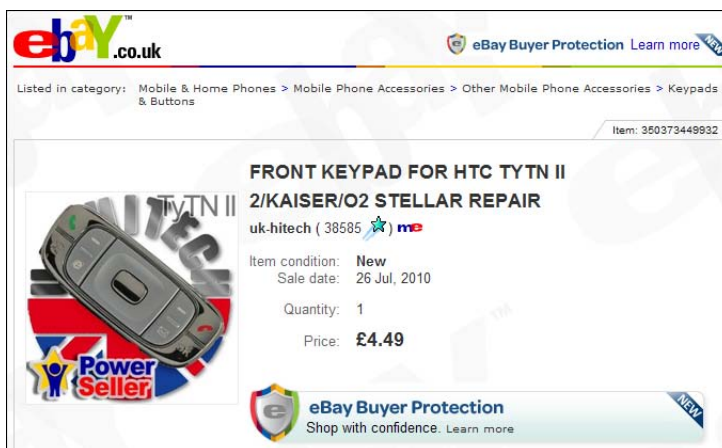 ebaY™.co.uk
eBay Buyer Protection Learn more NEW
Listed in category: Mobile & Home Phones > Mobile Phone Accessories > Other Mobile Phone Accessories > Keypads
& Buttons
Item: 350373449932
FRONT KEYPAD FOR HTC TYTN II
2/KAISER/O2 STELLAR REPAIR
uk-hitech ( 38585 ) me
Item condition: New
Sale date: 26 Jul, 2010
Quantity: 1
Price: £4.49
TyTN II
HITECH
Power
Seller
eBay Buyer Protection NEW
Shop with confidence. Learn more